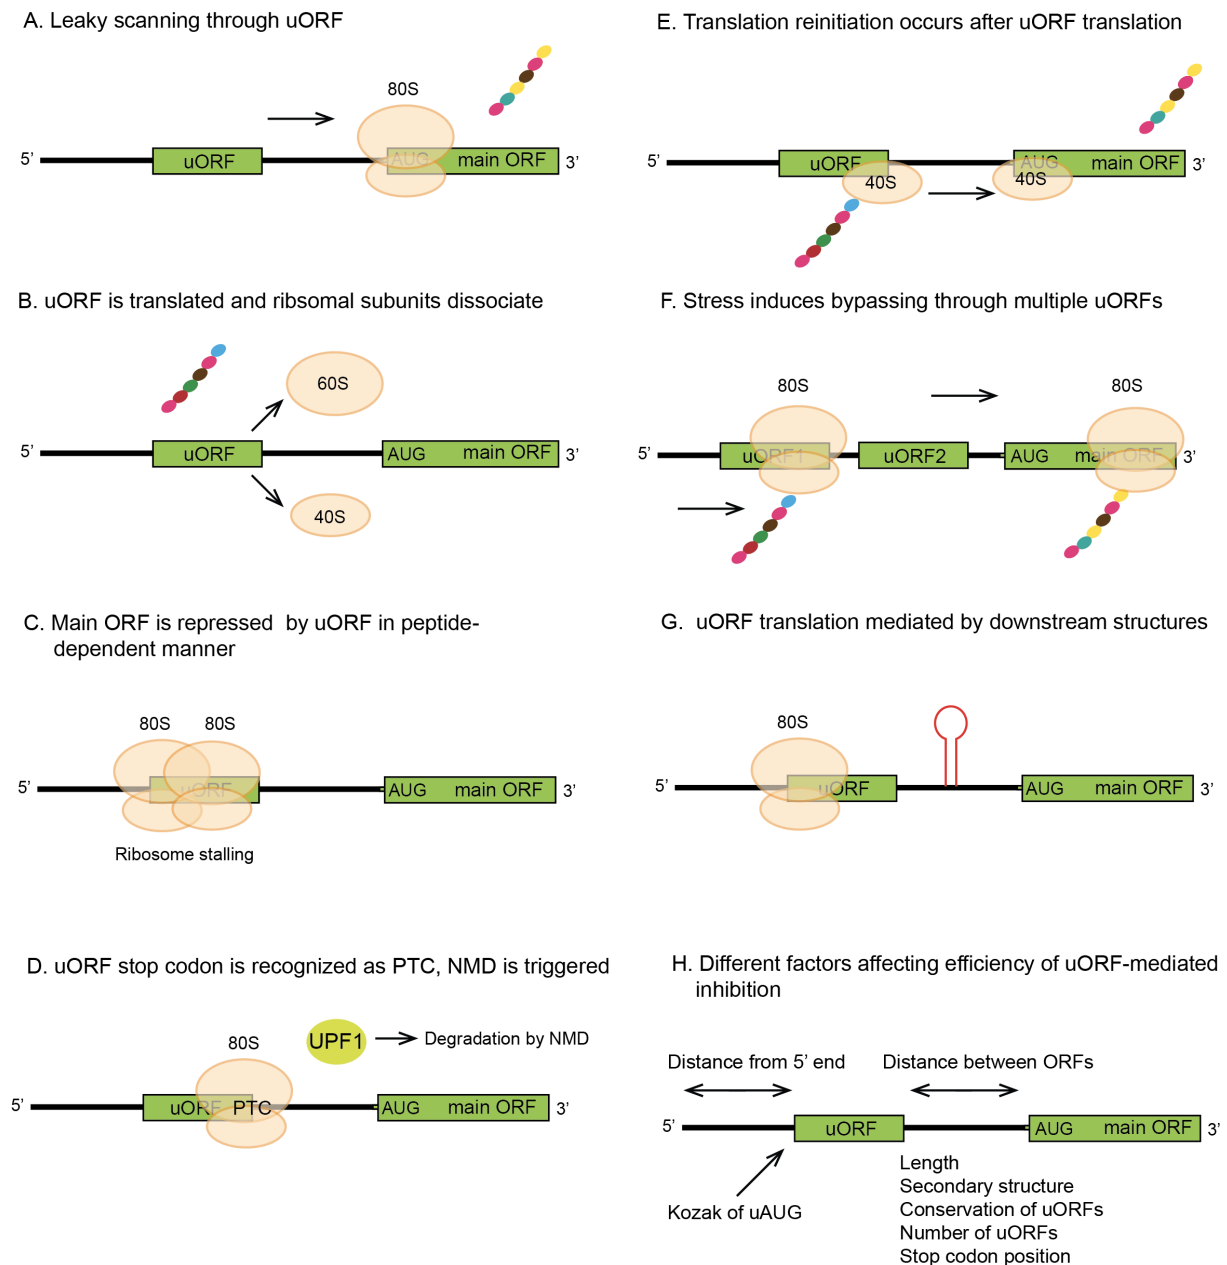 A. Leaky scanning through uORF
80S
5’ uORF AUG main ORF 3’
B. uORF is translated and ribsomal subunits dissociate
60S
5’ uORF AUG main ORF 3’
40S
C. Main ORF is repressed by uORF in peptide-
dependent manner
80S 80S
5’ uORF AUG main ORF 3’
Ribosome stalling
D. uORF stop codon is recognized as PTC, NMD is triggered
UPF1 Degradation by NMD
80S
5’ uORF PTC AUG main ORF 3’
E. Translation reinitiation occurs after uORF translation
5’ uORF AUG main ORF 3’
40S 40S
F. Stress induces bypassing through multiple uORFs
80S 80S
5’ uORF1 uORF2 AUG main ORF 3’
G. uORF translation mediated by downstream structures
80S
5’ uORF AUG main ORF 3’
H. Different factors affecting efficiency of uORF-mediated
inhibition
Distance from 5’ end Distance between ORFs
5’ uORF AUG main ORF 3’
Kozak of uAUG
Length
Secondary structure
Conservation of uORFs
Number of uORFs
Stop codon position